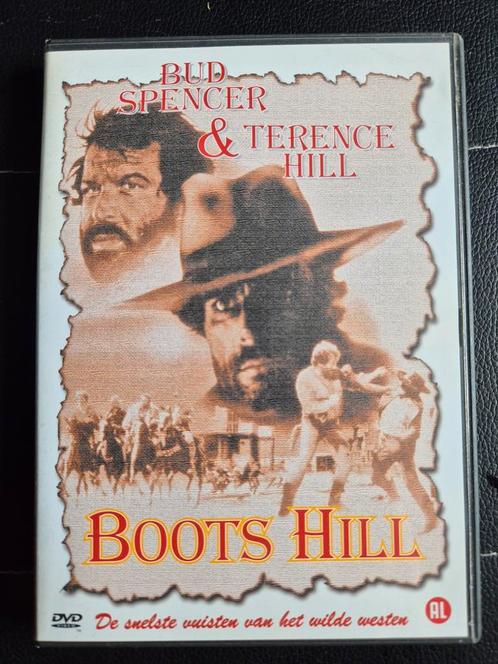 BUD
SPENCER
& TERENCE
HILL
BOOTS HILL
DVD
VIDEO
De snelste vuisten van het wilde westen
AL